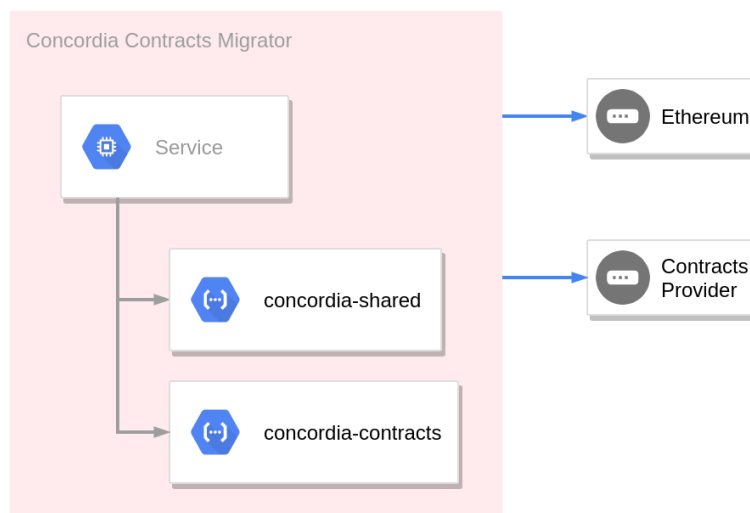 Concordia Contracts Migrator
Service
Ethereum
concordia-shared
Contracts
Provider
concordia-contracts